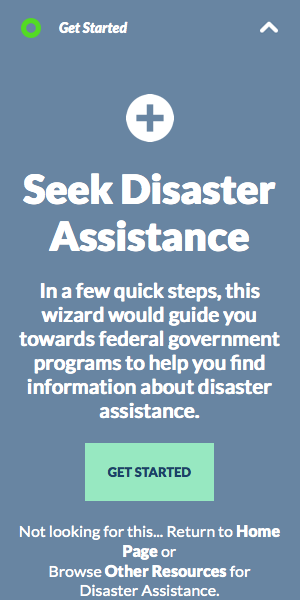 Get Started
Seek Disaster
Assistance
In a few quick steps, this
wizard would guide you
towards federal government
programs to help you find
information about disaster
assistance.
GET STARTED
Not looking for this... Return to Home
Page or
Browse Other Resources for
Disaster Assistance.